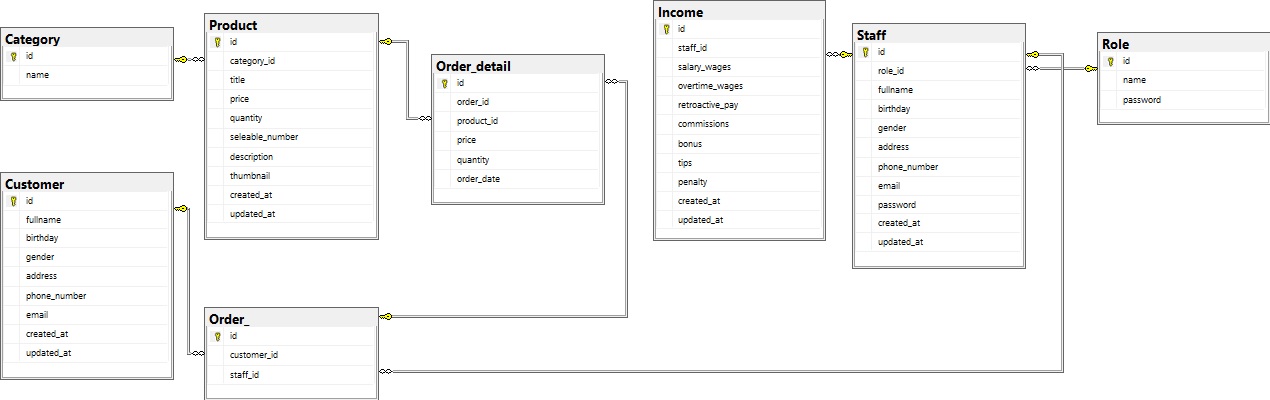 Category
id
name
Product
id
category_id
title
price
quantity
seleable_number
description
thumbnail
created_at
updated_at
Order_detail
id
order_id
product_id
price
quantity
order_date
Income
id
staff_id
salary_wages
overtime_wages
retroactive_pay
commissions
bonus
tips
penalty
created_at
updated_at
Staff
id
role_id
fullname
birthday
gender
address
phone_number
email
password
created_at
updated_at
Role
id
name
password
Customer
id
fullname
birthday
gender
address
phone_number
email
created_at
updated_at
Order_
id
customer_id
staff_id